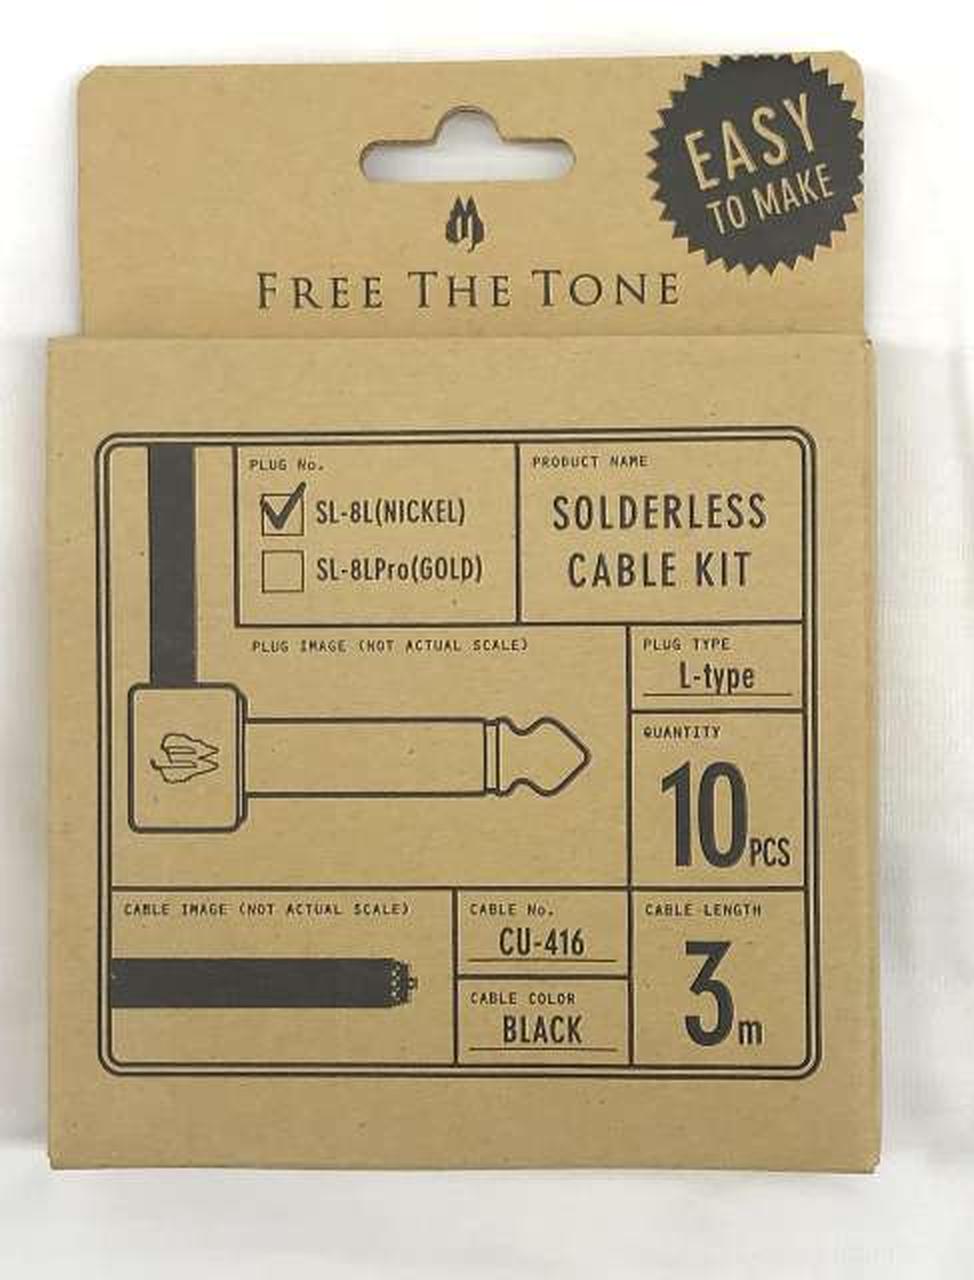 EASY
TO MAKE
FREE THE TONE
PLUG No.
SL-8L(NICKEL)
SL-8LPro(GOLD)
PRODUCT NAME
SOLDERLESS
CABLE KIT
PLUG IMAGE (NOT ACTUAL SCALE)
PLUG TYPE
L-type
QUANTITY
10PCS
CABLE IMAGE (NOT ACTUAL SCALE)
CABLE No.
CU-416
CABLE COLOR
BLACK
CABLE LENGTH
3m